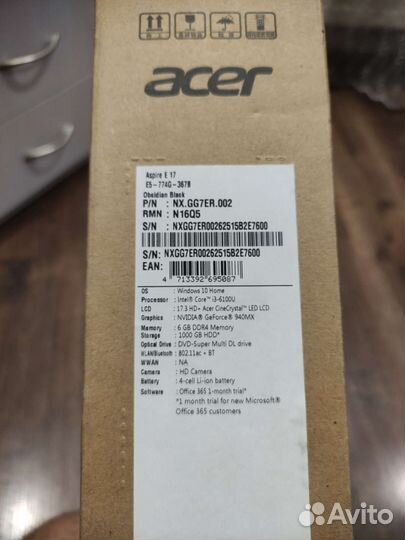 acer
Aspire E 17
E5-774G-367B
Obsidian Black
P/N : NX.GG7ER.002
RMN : N16Q5
S/N : NXGG7ER00262515B2E7600
S/N: NXGG7ER00262515B2E7600
EAN:
4 713392 695087
OS : Windows 10 Home
Processor : Intel® Core™ i3-6100U
LCD : 17.3 HD+ Acer CineCrystal™ LED LCD
Graphics : NVIDIA® GeForce® 940MX
Memory : 6 GB DDR4 Memory
Storage : 1000 GB HDD*
Optical Drive : DVD-Super Multi DL drive
WLAN/Bluetooth : 802.11ac + BT
WWAN : NA
Camera : HD Camera
Battery : 4-cell Li-ion battery
Software : Office 365 1-month trial*
*1 month trial for new Microsoft®
Office 365 customers
Avito